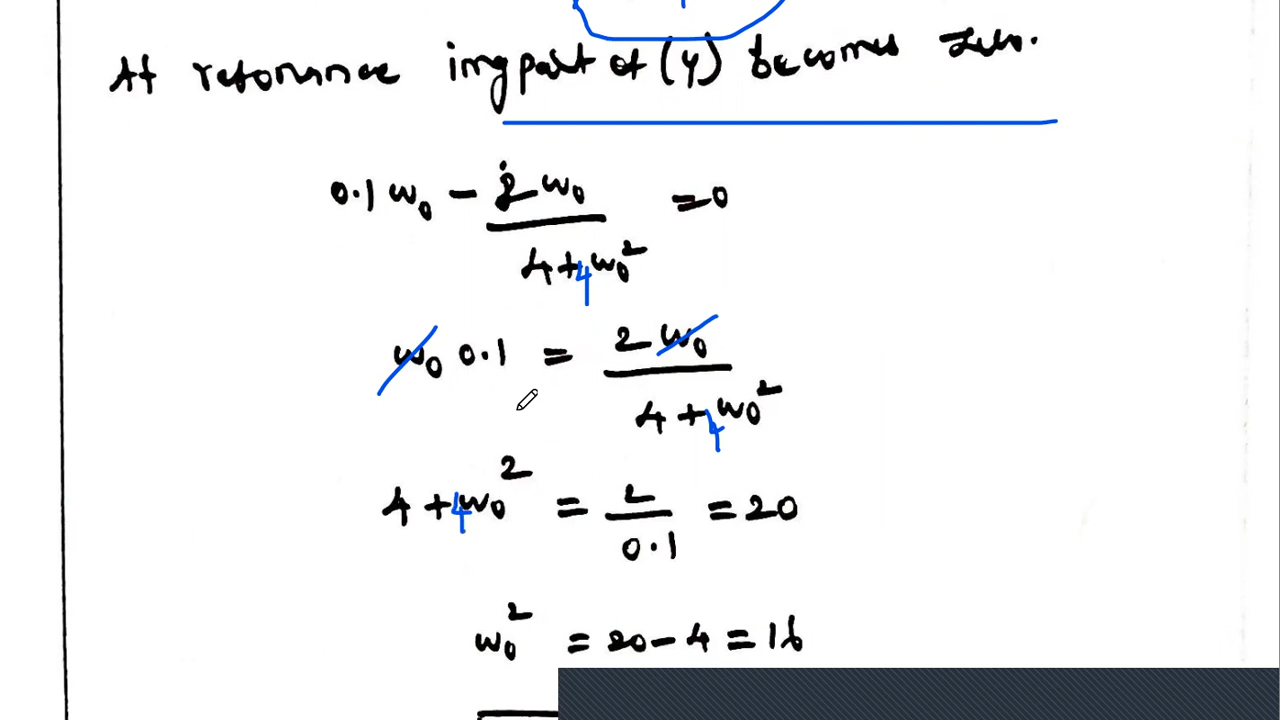 At resonance img part of (Y) becomes zero.
0.1 w₀ - j2w₀ / 4+4w₀² = 0
w₀ 0.1 = 2w₀ / 4+4w₀²
4+4w₀² = 2 / 0.1 = 20
w₀² = 20-4 = 16